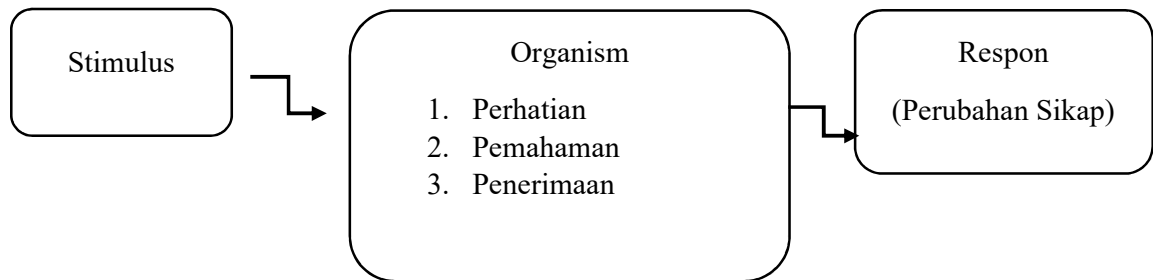 Stimulus
Organism
1. Perhatian
2. Pemahaman
3. Penerimaan
Respon
(Perubahan Sikap)